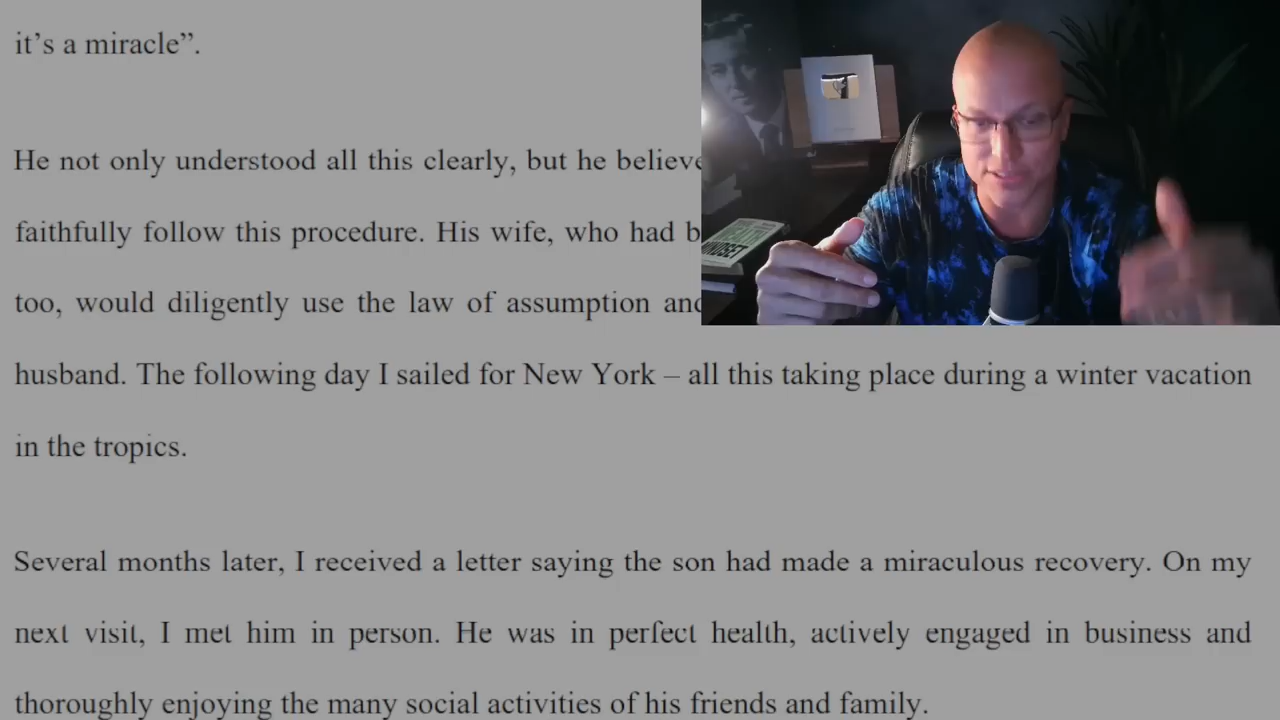 it’s a miracle”.
He not only understood all this clearly, but he believe
faithfully follow this procedure. His wife, who had b
too, would diligently use the law of assumption and
husband. The following day I sailed for New York – all this taking place during a winter vacation
in the tropics.
Several months later, I received a letter saying the son had made a miraculous recovery. On my
next visit, I met him in person. He was in perfect health, actively engaged in business and
thoroughly enjoying the many social activities of his friends and family.
MINDSET